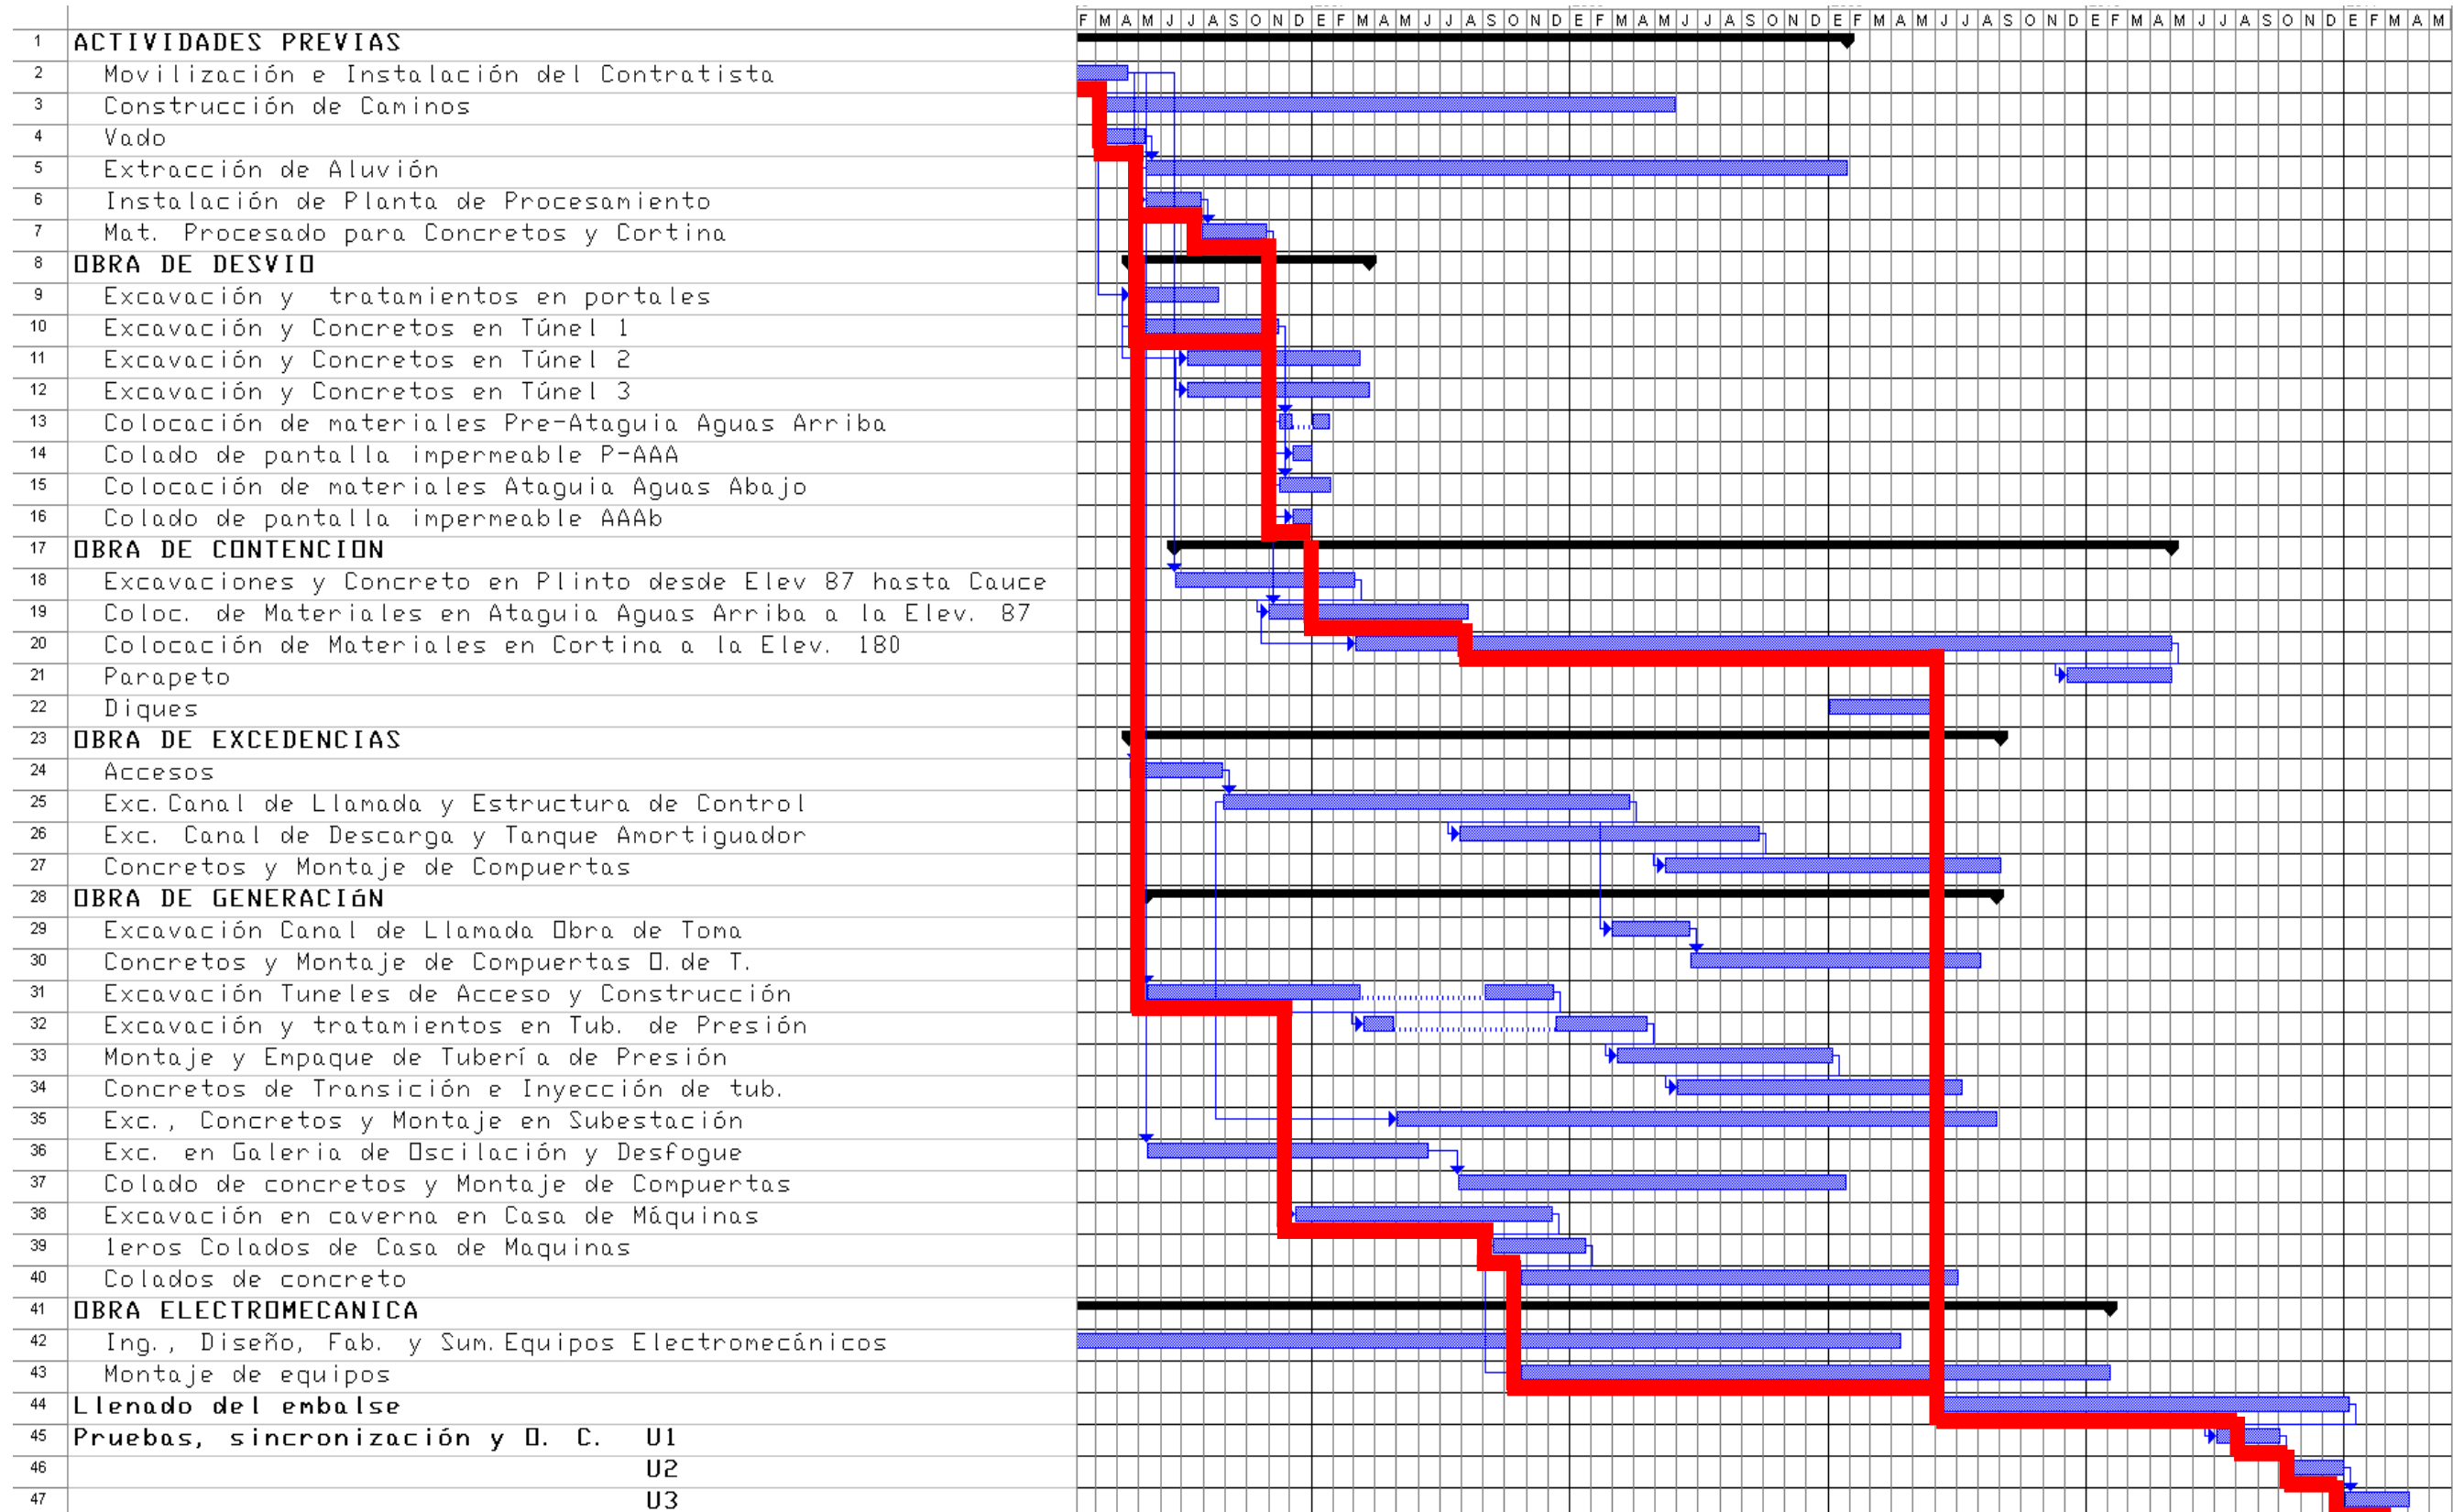 F M A M J J A S O N D E F M A M J J A S O N D E F M A M J J A S O N D E F M A M J J A S O N D E F M A M J J A S O N D E F M A M
1 ACTIVIDADES PREVIAS
2 Movilización e Instalación del Contratista
3 Construcción de Caminos
4 Vado
5 Extracción de Aluvión
6 Instalación de Planta de Procesamiento
7 Mat. Procesado para Concretos y Cortina
8 OBRA DE DESVIO
9 Excavación y tratamientos en portales
10 Excavación y Concretos en Túnel 1
11 Excavación y Concretos en Túnel 2
12 Excavación y Concretos en Túnel 3
13 Colocación de materiales Pre-Ataguia Aguas Arriba
14 Colado de pantalla impermeable P-AAA
15 Colocación de materiales Ataguia Aguas Abajo
16 Colado de pantalla impermeable AAAb
17 OBRA DE CONTENCION
18 Excavaciones y Concreto en Plinto desde Elev 87 hasta Cauce
19 Coloc. de Materiales en Ataguia Aguas Arriba a la Elev. 87
20 Colocación de Materiales en Cortina a la Elev. 180
21 Parapeto
22 Diques
23 OBRA DE EXCEDENCIAS
24 Accesos
25 Exc. Canal de Llamada y Estructura de Control
26 Exc. Canal de Descarga y Tanque Amortiguador
27 Concretos y Montaje de Compuertas
28 OBRA DE GENERACIóN
29 Excavación Canal de Llamada Obra de Toma
30 Concretos y Montaje de Compuertas O. de T.
31 Excavación Tuneles de Acceso y Construcción
32 Excavación y tratamientos en Tub. de Presión
33 Montaje y Empaque de Tubería de Presión
34 Concretos de Transición e Inyección de tub.
35 Exc., Concretos y Montaje en Subestación
36 Exc. en Galeria de Oscilación y Desfogue
37 Colado de concretos y Montaje de Compuertas
38 Excavación en caverna en Casa de Máquinas
39 1eros Colados de Casa de Maquinas
40 Colados de concreto
41 OBRA ELECTROMECANICA
42 Ing., Diseño, Fab. y Sum. Equipos Electromecánicos
43 Montaje de equipos
44 Llenado del embalse
45 Pruebas, sincronización y O. C. U1
46 U2
47 U3